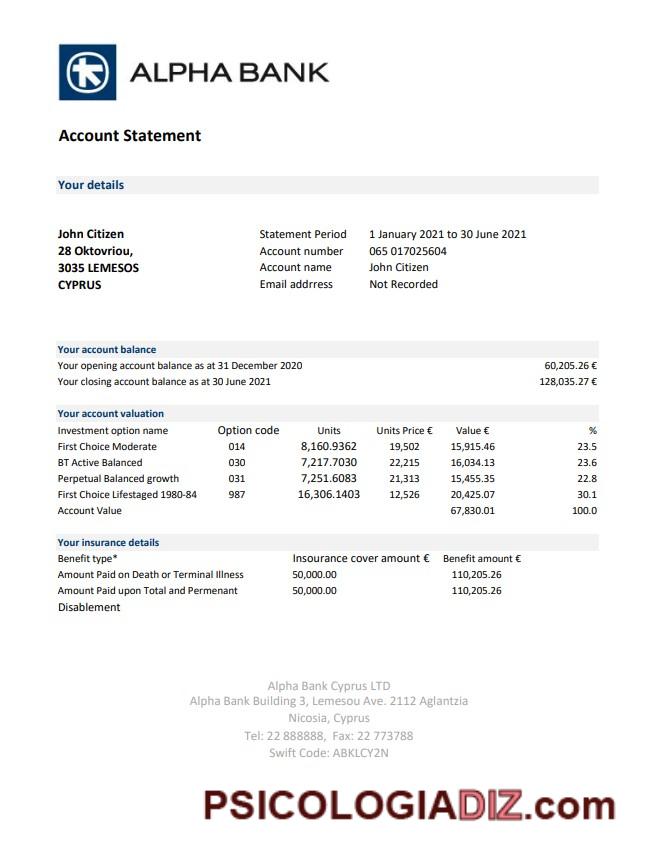 ALPHA BANK
Account Statement
Your details
John Citizen Statement Period 1 January 2021 to 30 June 2021
28 Oktovriou, Account number 065 017025604
3035 LEMESOS Account name John Citizen
CYPRUS Email addrress Not Recorded
Your account balance
Your opening account balance as at 31 December 2020 60,205.26 €
Your closing account balance as at 30 June 2021 128,035.27 €
Your account valuation
Investment option name Option code Units Units Price € Value € %
First Choice Moderate 014 8,160.9362 19,502 15,915.46 23.5
BT Active Balanced 030 7,217.7030 22,215 16,034.13 23.6
Perpetual Balanced growth 031 7,251.6083 21,313 15,455.35 22.8
First Choice Lifestaged 1980-84 987 16,306.1403 12,526 20,425.07 30.1
Account Value 67,830.01 100.0
Your insurance details
Benefit type* Insourance cover amount € Benefit amount €
Amount Paid on Death or Terminal Illness 50,000.00 110,205.26
Amount Paid upon Total and Permenant 50,000.00 110,205.26
Disablement
Alpha Bank Cyprus LTD
Alpha Bank Building 3, Lemesou Ave. 2112 Aglantzia
Nicosia, Cyprus
Tel: 22 888888, Fax: 22 773788
Swift Code: ABKLCY2N
PSICOLOGIADIZ.com